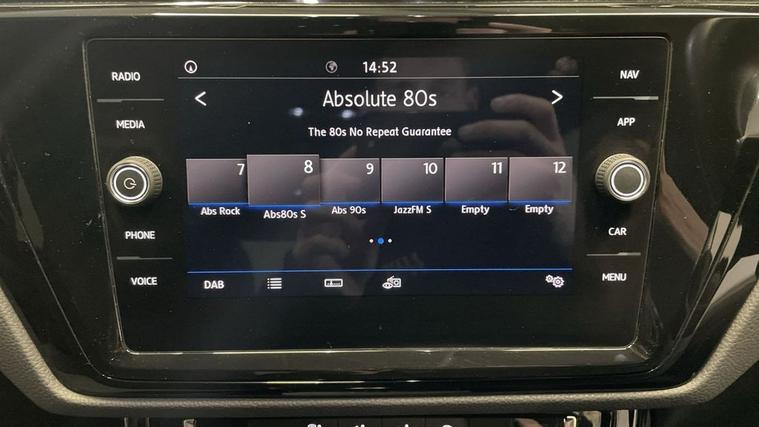 RADIO
MEDIA
PHONE
VOICE
14:52
Absolute 80s
The 80s No Repeat Guarantee
7 8 9 10 11 12
Abs Rock Abs80s S Abs 90s JazzFM S Empty Empty
DAB
NAV
APP
CAR
MENU